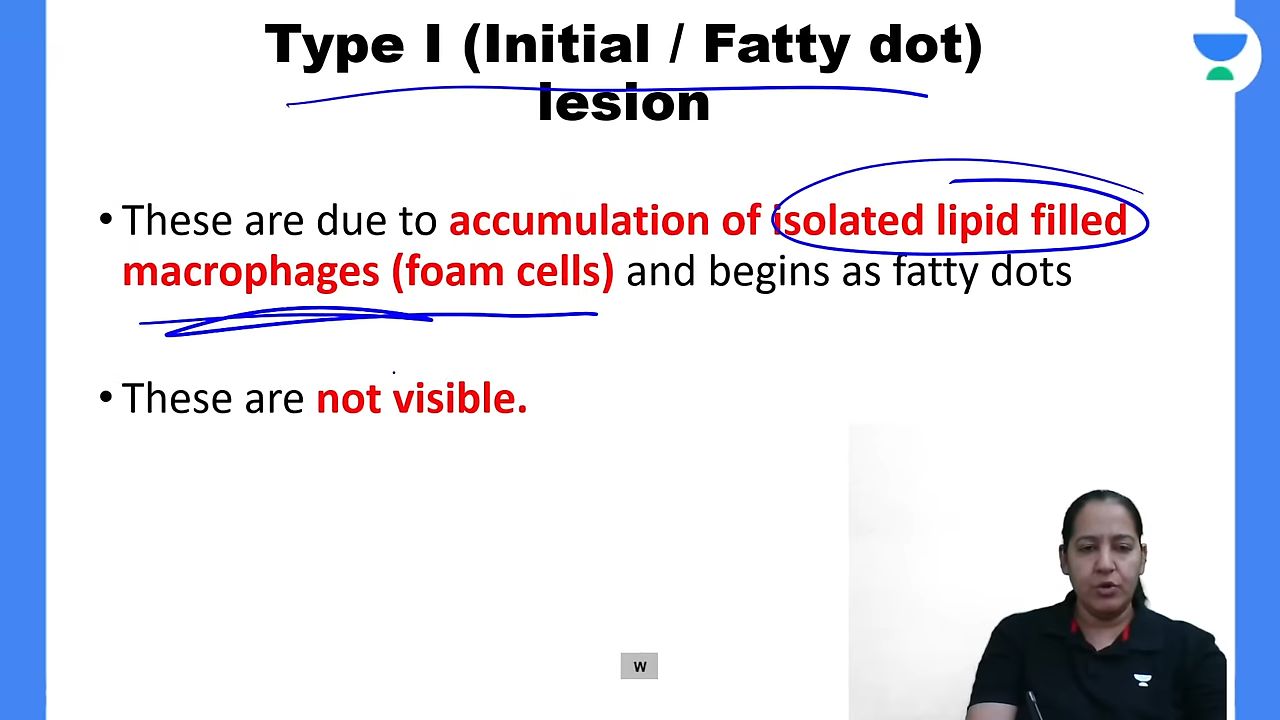 Type I (Initial / Fatty dot)
lesion
• These are due to accumulation of isolated lipid filled
macrophages (foam cells) and begins as fatty dots
• These are not visible.
W